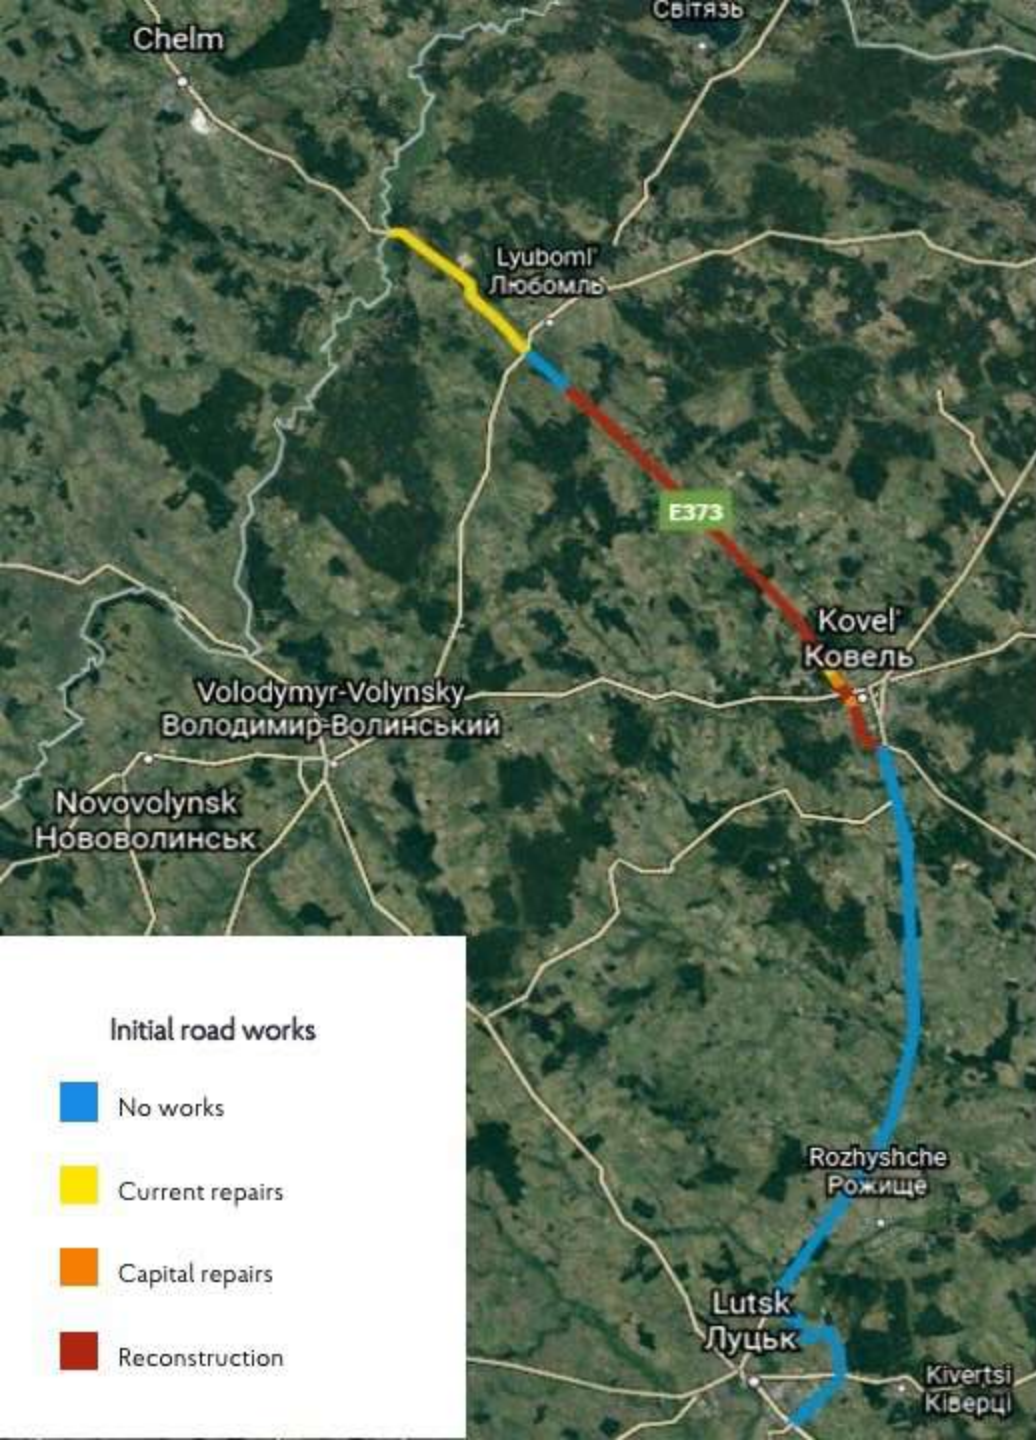 Світязь
Chelm
Lyuboml'
Любомль
E373
Kovel'
Ковель
Volodymyr-Volynsky
Володимир-Волинський
Novovolynsk
Нововолинськ
Initial road works
No works
Current repairs
Capital repairs
Reconstruction
Rozhyshche
Рожище
Lutsk
Луцьк
Kivertsi
Ківерці